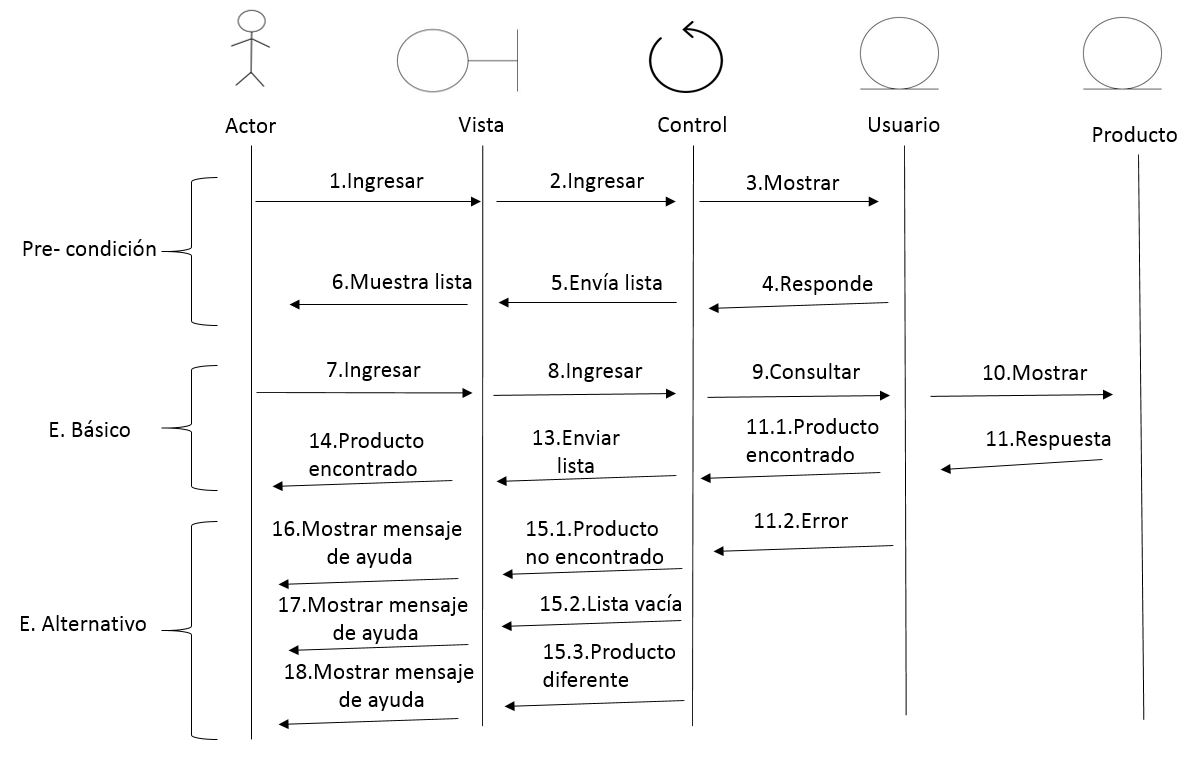 Actor
Vista
Control
Usuario
Producto
Pre- condición
1.Ingresar
2.Ingresar
3.Mostrar
6.Muestra lista
5.Envía lista
4.Responde
E. Básico
7.Ingresar
8.Ingresar
9.Consultar
10.Mostrar
14.Producto
encontrado
13.Enviar
lista
11.1.Producto
encontrado
11.Respuesta
E. Alternativo
16.Mostrar mensaje
de ayuda
15.1.Producto
no encontrado
11.2.Error
17.Mostrar mensaje
de ayuda
15.2.Lista vacía
18.Mostrar mensaje
de ayuda
15.3.Producto
diferente